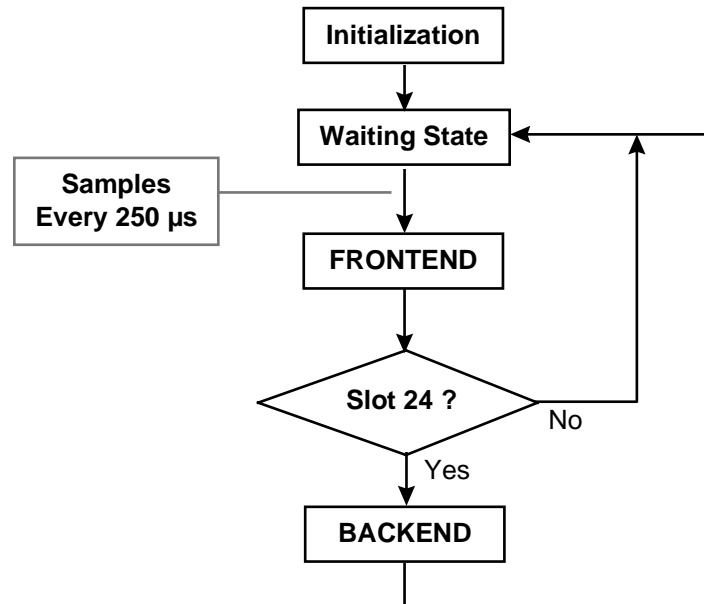 Initialization
Waiting State
Samples
Every 250 µs
FRONTEND
Slot 24 ?
No
Yes
BACKEND